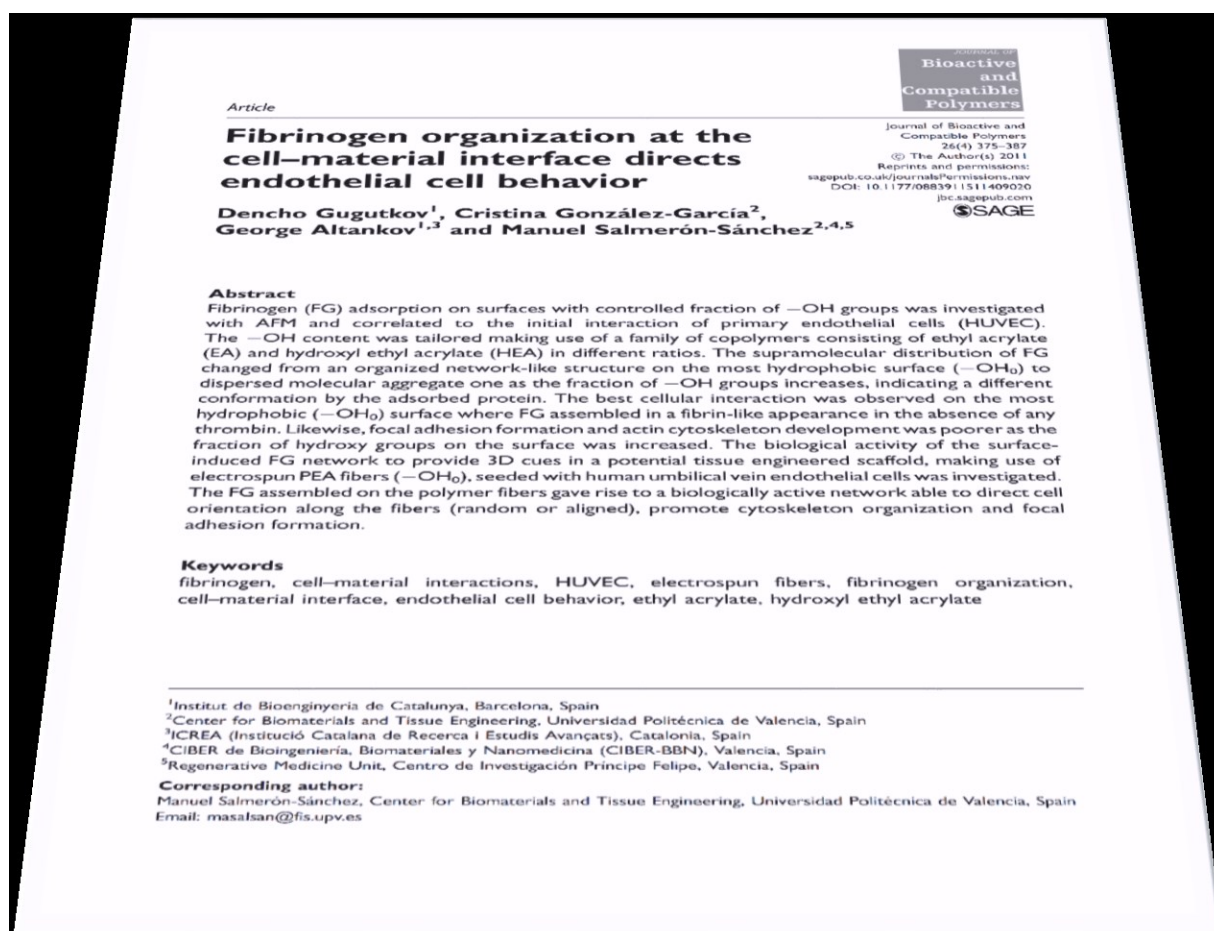 JOURNAL OF
Bioactive
and
Compatible
Polymers
Article
Fibrinogen organization at the
cell–material interface directs
endothelial cell behavior
Journal of Bioactive and
Compatible Polymers
26(4) 375–387
© The Author(s) 2011
Reprints and permissions:
sagepub.co.uk/journalsPermissions.nav
DOI: 10.1177/0883911511409020
jbc.sagepub.com
SAGE
Dencho Gugutkov¹, Cristina González-García²,
George Altankov¹,³ and Manuel Salmerón-Sánchez²,⁴,⁵
Abstract
Fibrinogen (FG) adsorption on surfaces with controlled fraction of —OH groups was investigated
with AFM and correlated to the initial interaction of primary endothelial cells (HUVEC).
The —OH content was tailored making use of a family of copolymers consisting of ethyl acrylate
(EA) and hydroxyl ethyl acrylate (HEA) in different ratios. The supramolecular distribution of FG
changed from an organized network-like structure on the most hydrophobic surface (—OH₀) to
dispersed molecular aggregate one as the fraction of —OH groups increases, indicating a different
conformation by the adsorbed protein. The best cellular interaction was observed on the most
hydrophobic (—OH₀) surface where FG assembled in a fibrin-like appearance in the absence of any
thrombin. Likewise, focal adhesion formation and actin cytoskeleton development was poorer as the
fraction of hydroxy groups on the surface was increased. The biological activity of the surface-
induced FG network to provide 3D cues in a potential tissue engineered scaffold, making use of
electrospun PEA fibers (—OH₀), seeded with human umbilical vein endothelial cells was investigated.
The FG assembled on the polymer fibers gave rise to a biologically active network able to direct cell
orientation along the fibers (random or aligned), promote cytoskeleton organization and focal
adhesion formation.
Keywords
fibrinogen, cell–material interactions, HUVEC, electrospun fibers, fibrinogen organization,
cell–material interface, endothelial cell behavior, ethyl acrylate, hydroxyl ethyl acrylate
¹Institut de Bioenginyeria de Catalunya, Barcelona, Spain
²Center for Biomaterials and Tissue Engineering, Universidad Politécnica de Valencia, Spain
³ICREA (Institució Catalana de Recerca i Estudis Avançats), Catalonia, Spain
⁴CIBER de Bioingeniería, Biomateriales y Nanomedicina (CIBER-BBN), Valencia, Spain
⁵Regenerative Medicine Unit, Centro de Investigación Príncipe Felipe, Valencia, Spain
Corresponding author:
Manuel Salmerón-Sánchez, Center for Biomaterials and Tissue Engineering, Universidad Politécnica de Valencia, Spain
Email: masalsan@fis.upv.es